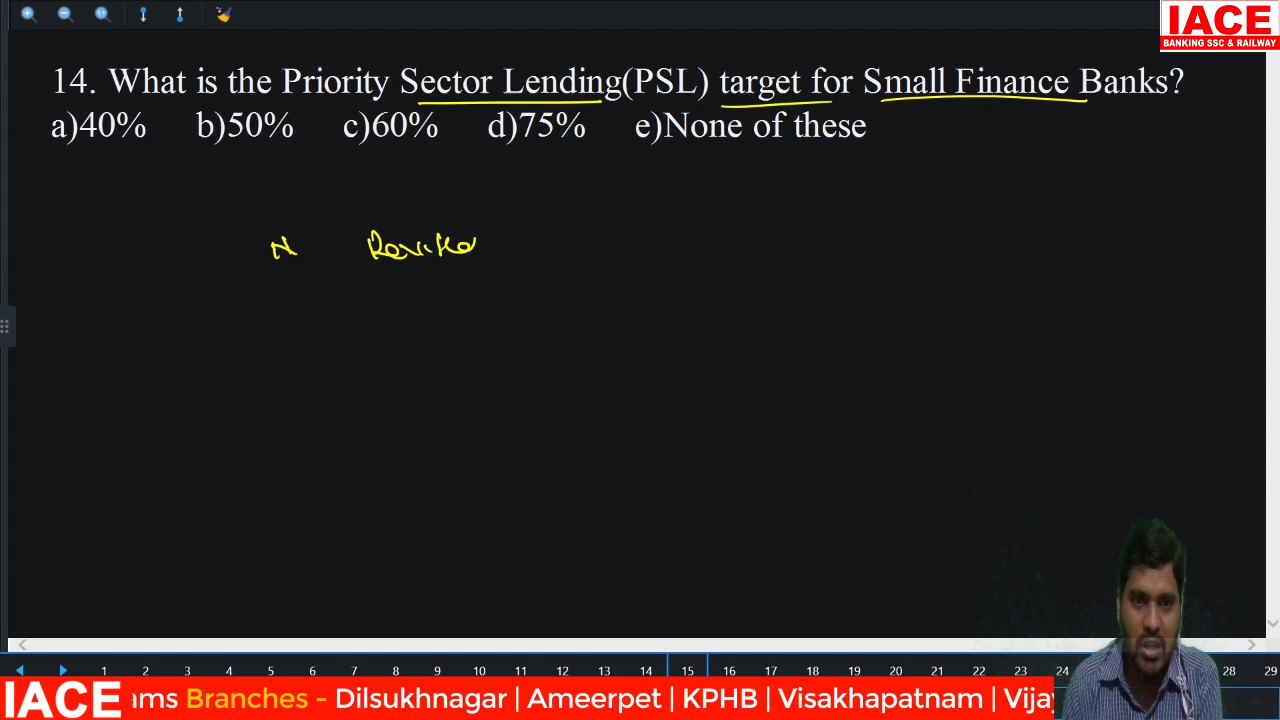 IACE
BANKING SSC & RAILWAY
14. What is the Priority Sector Lending(PSL) target for Small Finance Banks?
a)40% b)50% c)60% d)75% e)None of these
N
1 2 3 4 5 6 7 8 9 10 11 12 13 14 15 16 17 18 19 20 21 22 23 24 28 29
IACE ams Branches - Dilsukhnagar | Ameerpet | KPHB | Visakhapatnam | Vijay